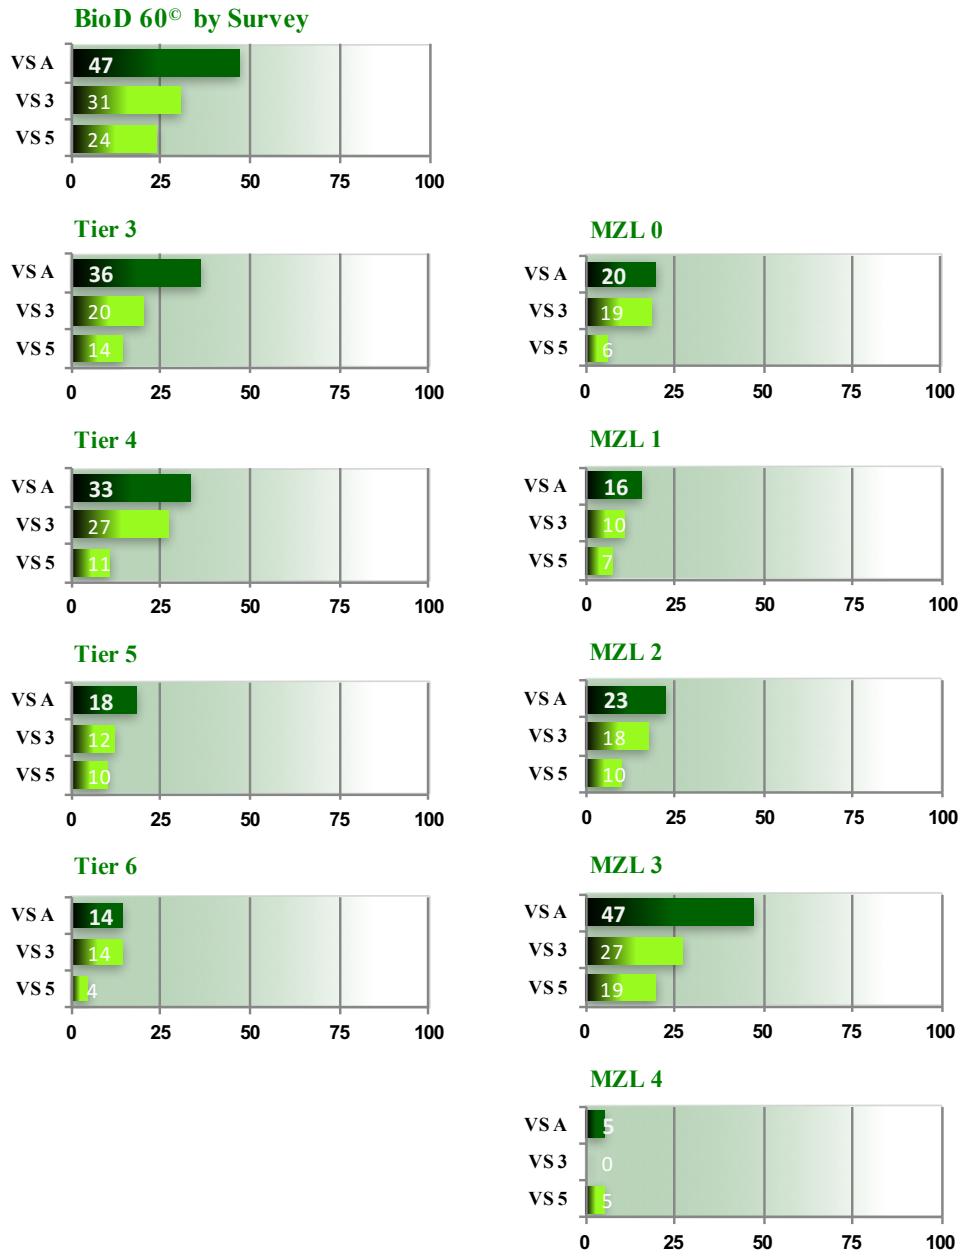 BioD 60© by Survey
VS A
47
VS 3
31
VS 5
24
0 25 50 75 100
Tier 3
VS A
36
VS 3
20
VS 5
14
0 25 50 75 100
Tier 4
VS A
33
VS 3
27
VS 5
11
0 25 50 75 100
Tier 5
VS A
18
VS 3
12
VS 5
10
0 25 50 75 100
Tier 6
VS A
14
VS 3
14
VS 5
4
0 25 50 75 100
MZL 0
VS A
20
VS 3
19
VS 5
6
0 25 50 75 100
MZL 1
VS A
16
VS 3
10
VS 5
7
0 25 50 75 100
MZL 2
VS A
23
VS 3
18
VS 5
10
0 25 50 75 100
MZL 3
VS A
47
VS 3
27
VS 5
19
0 25 50 75 100
MZL 4
VS A
5
VS 3
0
VS 5
5
0 25 50 75 100